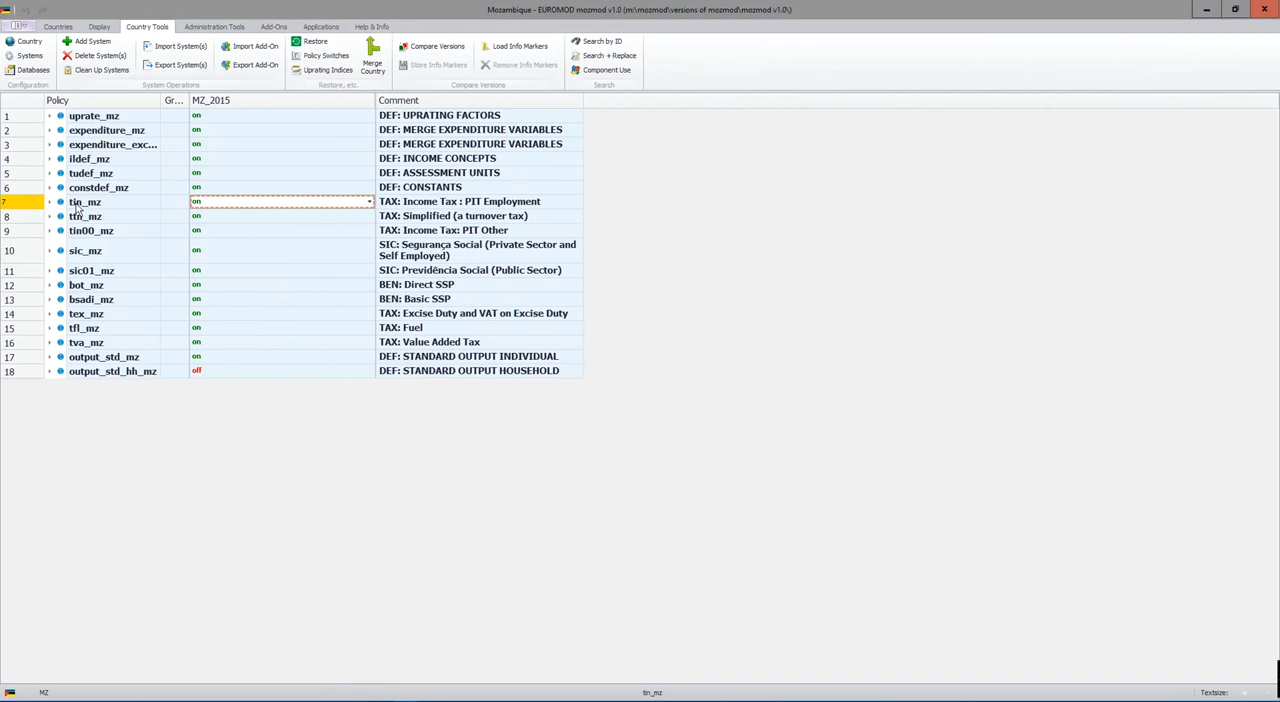 Mozambique - EUROMOD mozmod v1.0 (m:\mozmod\versions of mozmod\mozmod v1.0\)
Countries Display Country Tools Administration Tools Add-Ons Applications Help & Info
Country Add System Import System(s) Import Add-On Restore Compare Versions Load Info Markers Search by ID
Systems Delete System(s) Policy Switches Search + Replace
Databases Clean Up Systems Export System(s) Export Add-On Uprating Indices Merge Country Store Info Markers Remove Info Markers Component Use
Configuration System Operations Restore, etc. Compare Versions Search
Policy Gr... MZ_2015 Comment
1 uprate_mz on DEF: UPRATING FACTORS
2 expenditure_mz on DEF: MERGE EXPENDITURE VARIABLES
3 expenditure_exc... on DEF: MERGE EXPENDITURE VARIABLES
4 ildef_mz on DEF: INCOME CONCEPTS
5 tudef_mz on DEF: ASSESSMENT UNITS
6 constdef_mz on DEF: CONSTANTS
7 tin_mz on TAX: Income Tax : PIT Employment
8 ttn_mz on TAX: Simplified (a turnover tax)
9 tin00_mz on TAX: Income Tax: PIT Other
10 sic_mz on SIC: Segurança Social (Private Sector and
Self Employed)
11 sic01_mz on SIC: Previdência Social (Public Sector)
12 bot_mz on BEN: Direct SSP
13 bsadi_mz on BEN: Basic SSP
14 tex_mz on TAX: Excise Duty and VAT on Excise Duty
15 tfl_mz on TAX: Fuel
16 tva_mz on TAX: Value Added Tax
17 output_std_mz on DEF: STANDARD OUTPUT INDIVIDUAL
18 output_std_hh_mz off DEF: STANDARD OUTPUT HOUSEHOLD
MZ tin_mz Textsize: